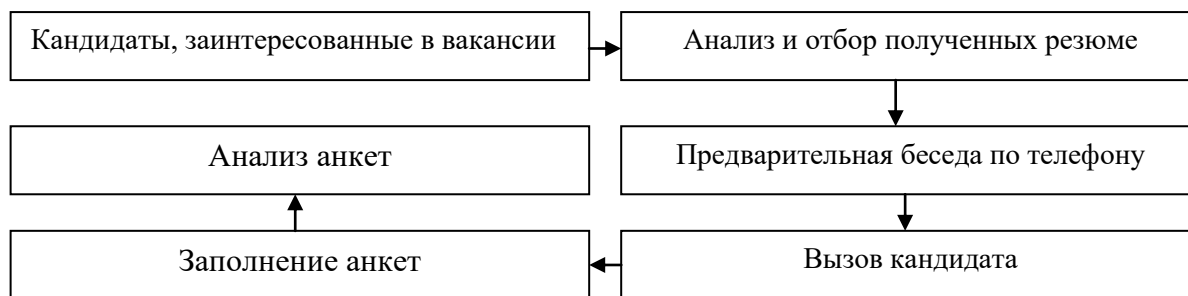 Кандидаты, заинтересованные в вакансии
Анализ и отбор полученных резюме
Анализ анкет
Предварительная беседа по телефону
Заполнение анкет
Вызов кандидата